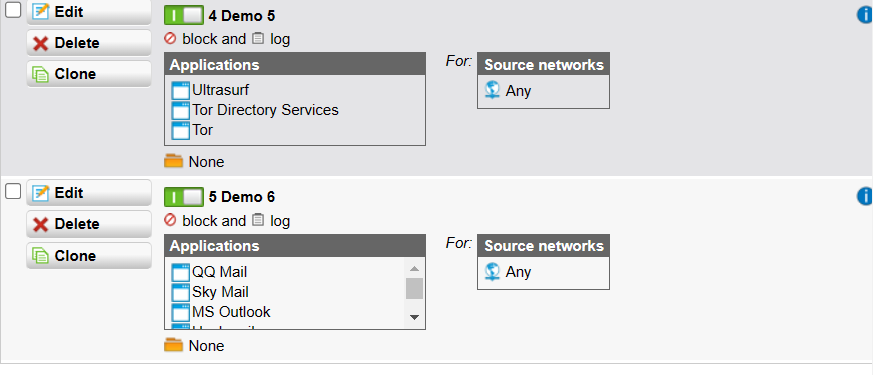 Edit
4 Demo 5
Delete
block and log
Clone
Applications
For:
Source networks
Ultrasurf
Any
Tor Directory Services
Tor
None
Edit
5 Demo 6
Delete
block and log
Clone
Applications
For:
Source networks
QQ Mail
Any
Sky Mail
MS Outlook
None